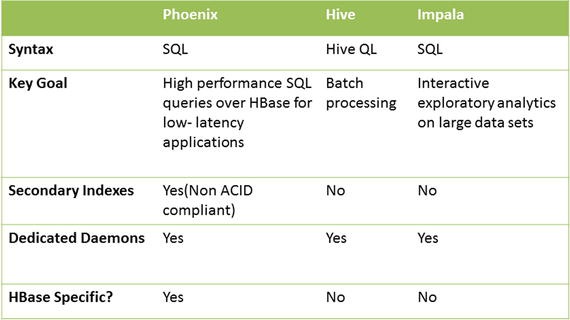 Phoenix Hive Impala
Syntax SQL Hive QL SQL
Key Goal High performance SQL Batch Interactive
queries over HBase for processing exploratory analytics
low- latency on large data sets
applications
Secondary Indexes Yes(Non ACID No No
compliant)
Dedicated Daemons Yes Yes Yes
HBase Specific? Yes No No